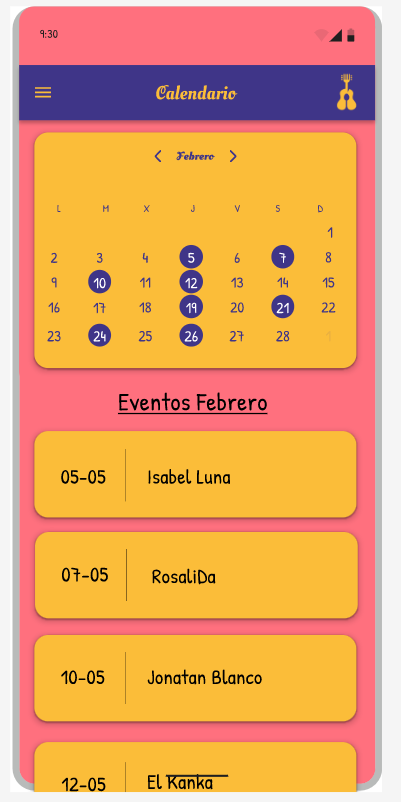 9:30
Calendario
Febrero
L M X J V S D
1
2 3 4 5 6 7 8
9 10 11 12 13 14 15
16 17 18 19 20 21 22
23 24 25 26 27 28 1
Eventos Febrero
05-05 Isabel Luna
07-05 RosaliDa
10-05 Jonatan Blanco
12-05 El Kanka